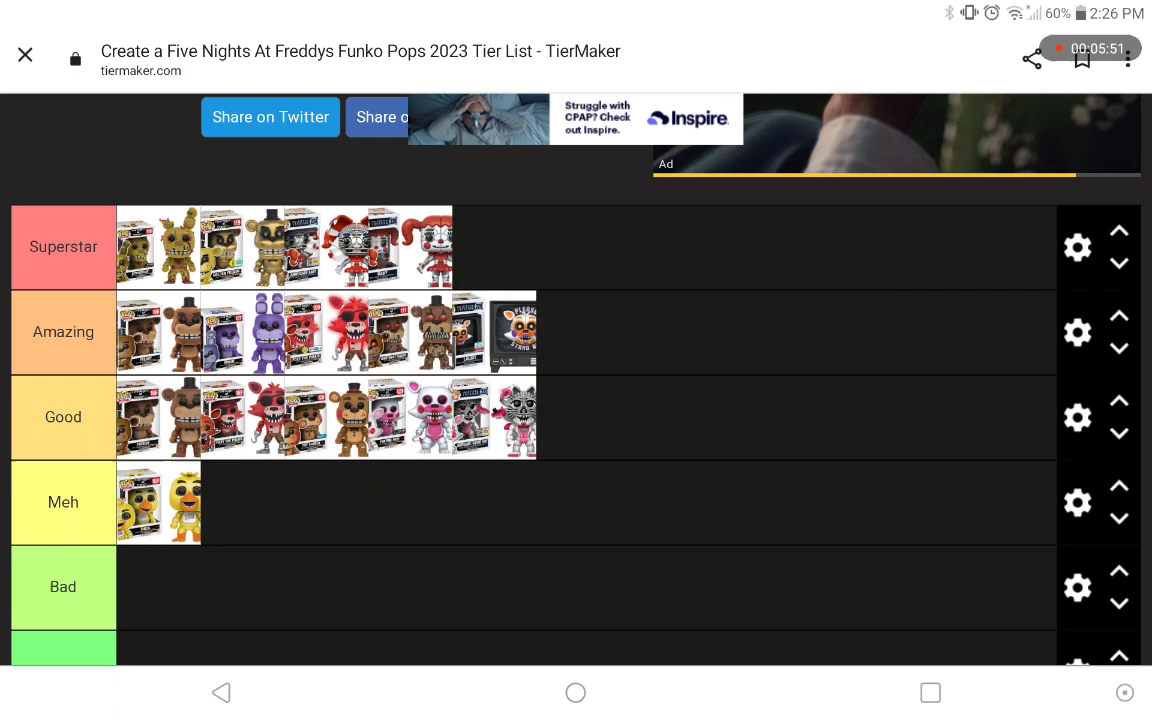 60% 2:26 PM
Create a Five Nights At Freddys Funko Pops 2023 Tier List - TierMaker
tiermaker.com
00:05:51
Share on Twitter
Share o
Struggle with
CPAP? Check
out Inspire.
Inspire
Ad
Superstar
Amazing
Good
Meh
Bad